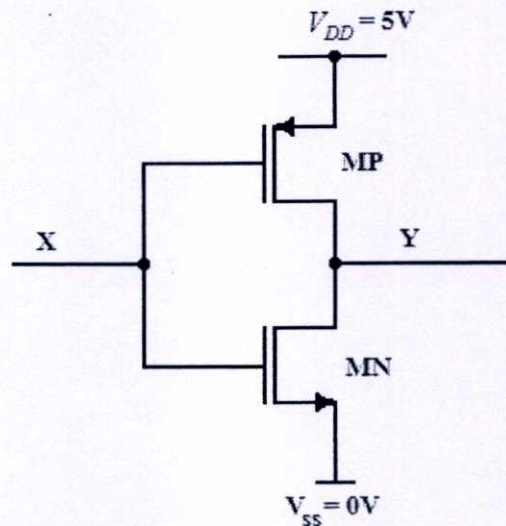 V_DD = 5V
MP
X
Y
MN
V_SS = 0V